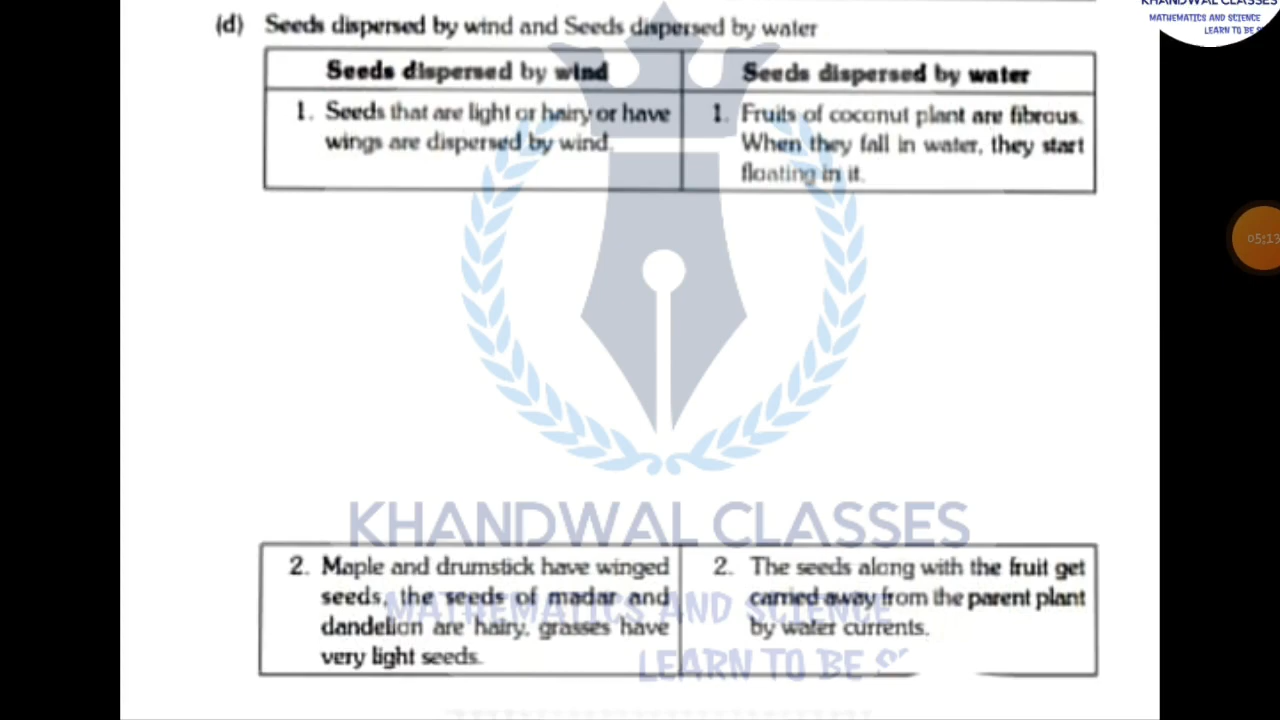 KHANDWAL CLASSES
MATHEMATICS AND SCIENCE
LEARN TO BE
(d) Seeds dispersed by wind and Seeds dispersed by water
Seeds dispersed by wind
1. Seeds that are light or hairy or have
wings are dispersed by wind.
Seeds dispersed by water
1. Fruits of coconut plant are fibrous.
When they fall in water, they start
floating in it.
05:13
KHANDWAL CLASSES
2. Maple and drumstick have winged
seeds, the seeds of madar and
dandelion are hairy, grasses have
very light seeds.
2. The seeds along with the fruit get
carried away from the parent plant
by water currents.
MATHEMATICS AND SCIENCE
LEARN TO BE